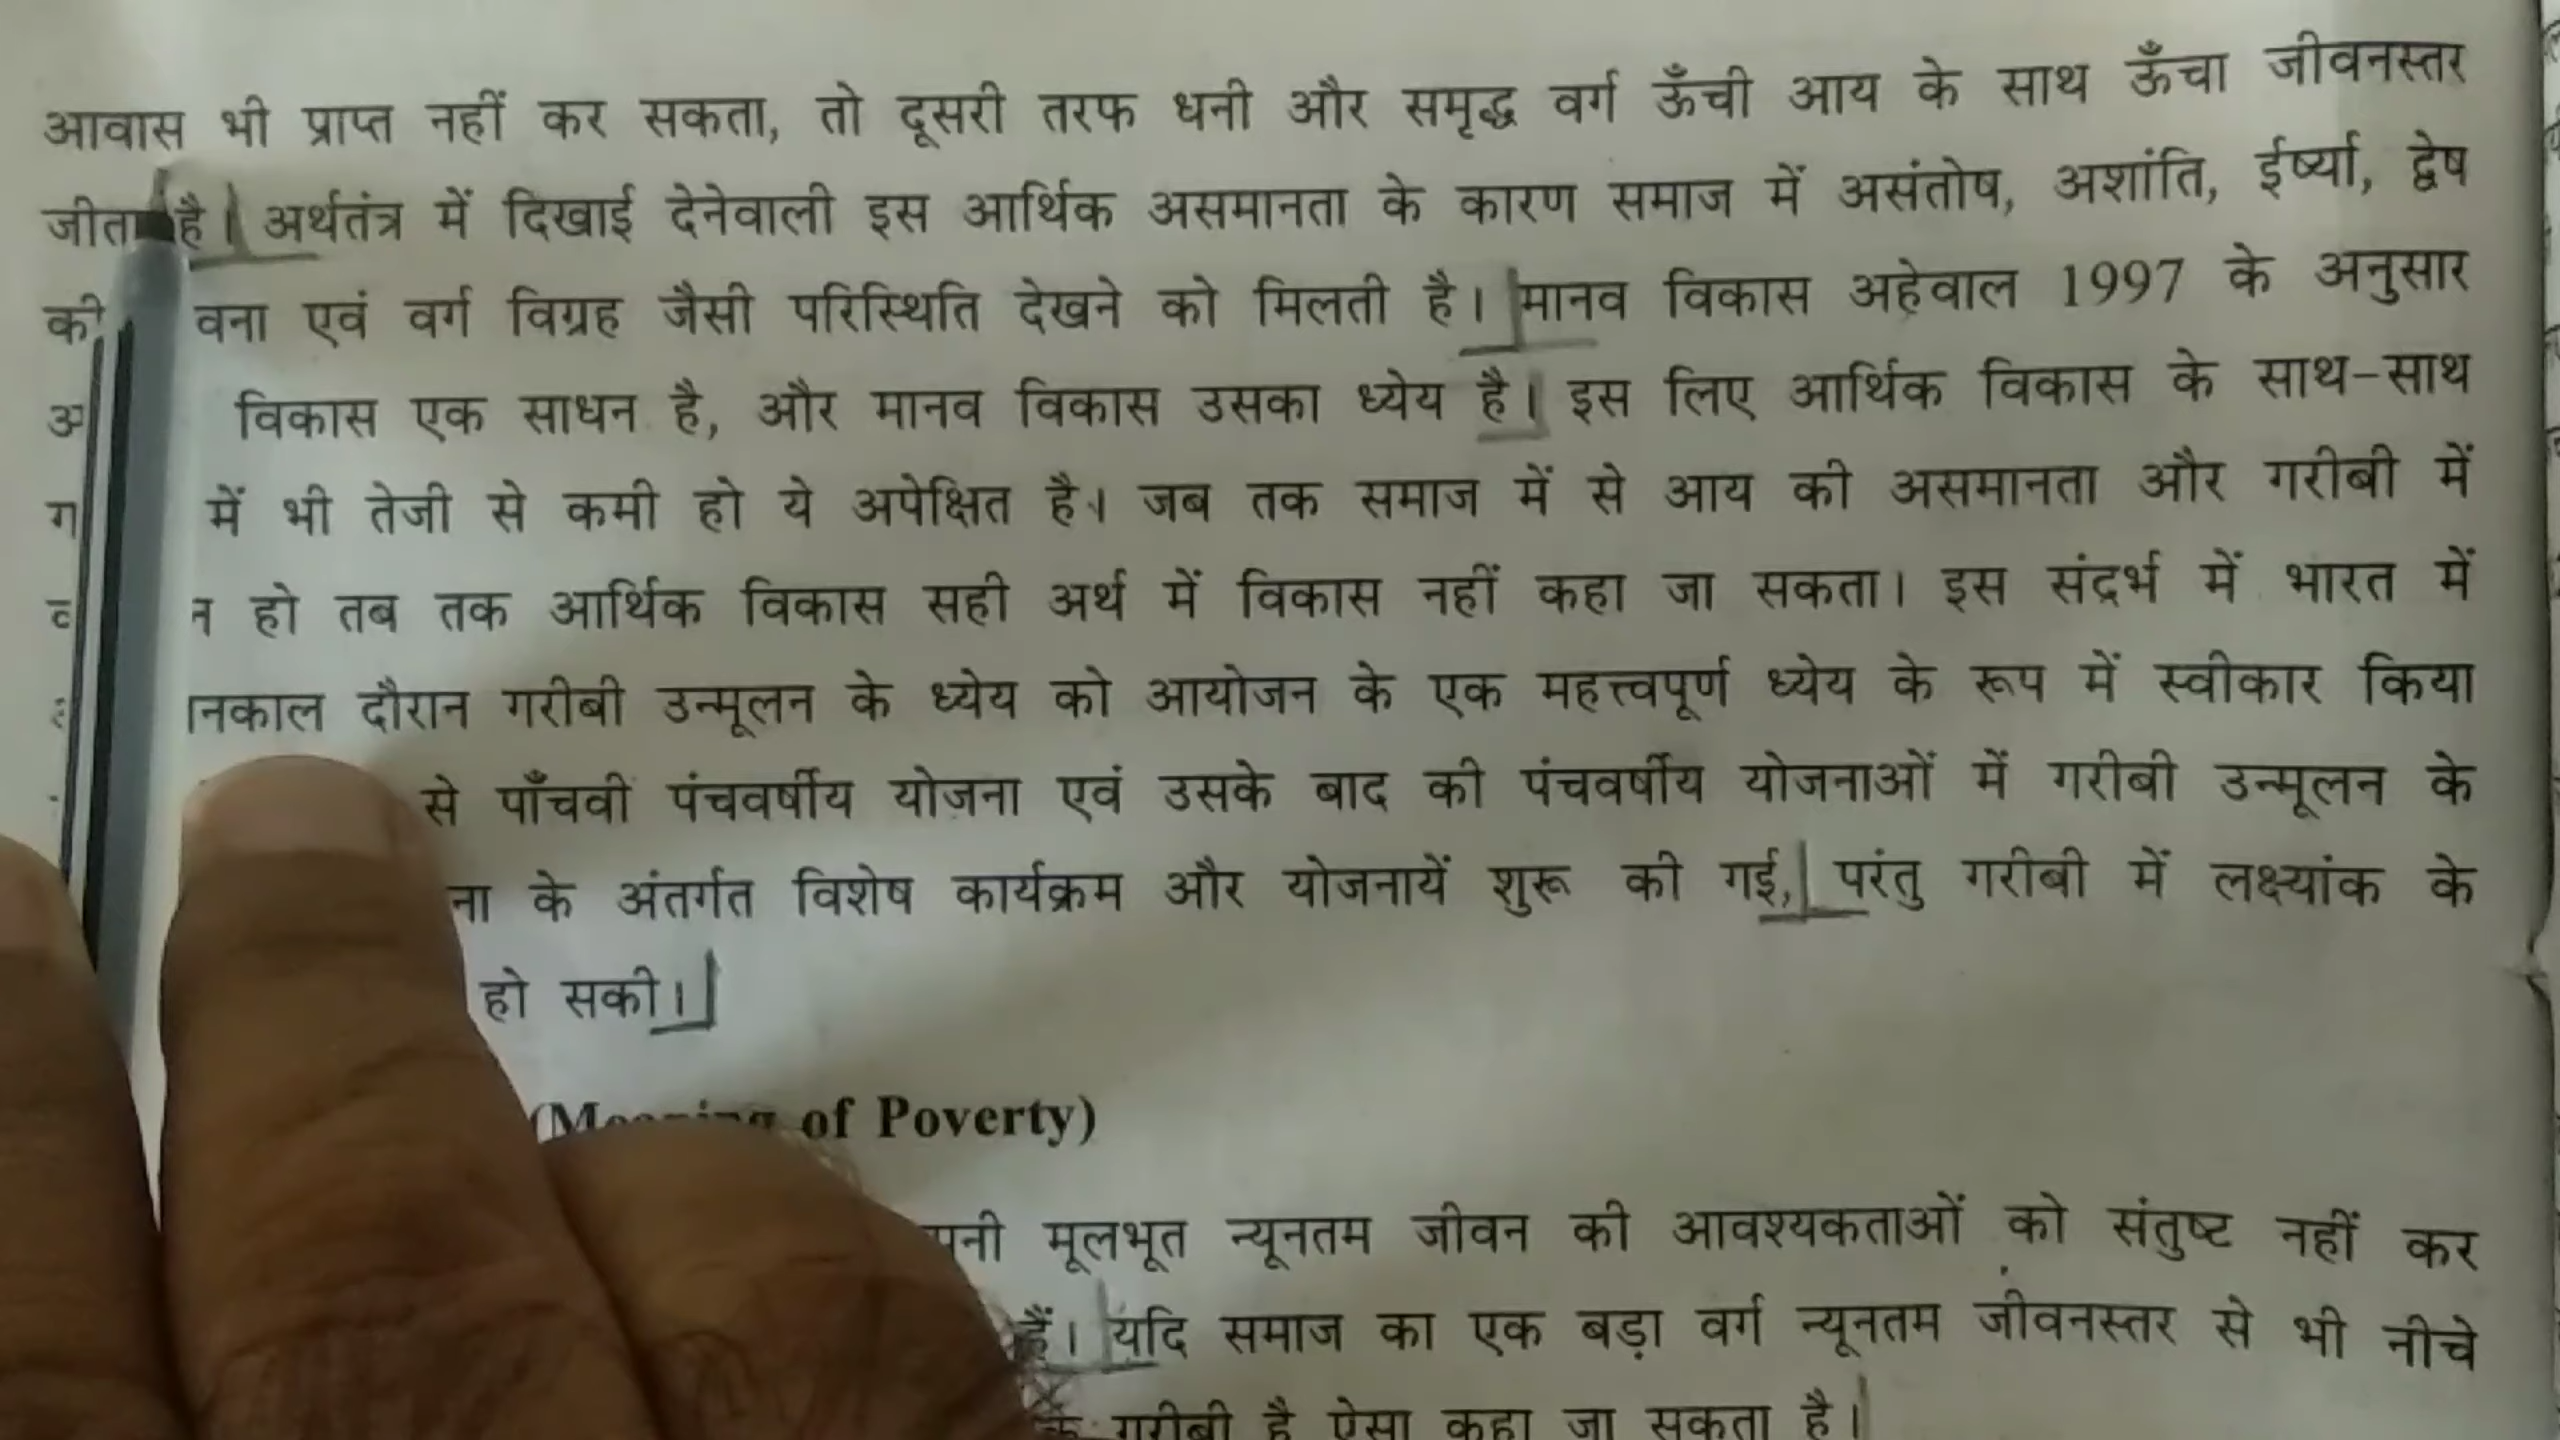 आवास भी प्राप्त नहीं कर सकता, तो दूसरी तरफ धनी और समृद्ध वर्ग ऊँची आय के साथ ऊँचा जीवनस्तर
है। अर्थतंत्र में दिखाई देनेवाली इस आर्थिक असमानता के कारण समाज में असंतोष, अशांति, ईर्ष्या, द्वेष
एवं वर्ग विग्रह जैसी परिस्थिति देखने को मिलती है। मानव विकास अहेवाल 1997 के अनुसार
विकास एक साधन है, और मानव विकास उसका ध्येय है। इस लिए आर्थिक विकास के साथ-साथ
में भी तेजी से कमी हो ये अपेक्षित है। जब तक समाज में से आय की असमानता और गरीबी में
हो तब तक आर्थिक विकास सही अर्थ में विकास नहीं कहा जा सकता। इस संदर्भ में भारत में
दौरान गरीबी उन्मूलन के ध्येय को आयोजन के एक महत्त्वपूर्ण ध्येय के रूप में स्वीकार किया
से पाँचवी पंचवर्षीय योजना एवं उसके बाद की पंचवर्षीय योजनाओं में गरीबी उन्मूलन के
के अंतर्गत विशेष कार्यक्रम और योजनायें शुरू की गई, परंतु गरीबी में लक्ष्यांक के
हो सकी।
of Poverty)
मूलभूत न्यूनतम जीवन की आवश्यकताओं को संतुष्ट नहीं कर
हैं। यदि समाज का एक बड़ा वर्ग न्यूनतम जीवनस्तर से भी नीचे
गरीबी है ऐसा कहा जा सकता है।